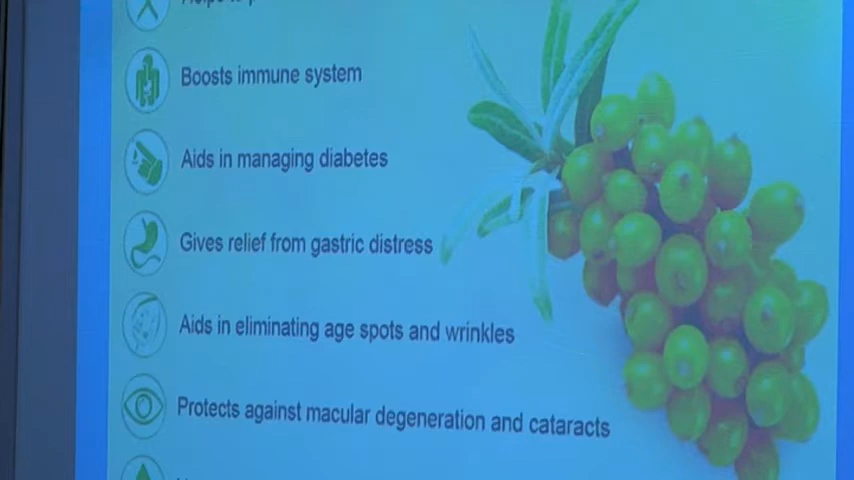 Boosts immune system
Aids in managing diabetes
Gives relief from gastric distress
Aids in eliminating age spots and wrinkles
Protects against macular degeneration and cataracts